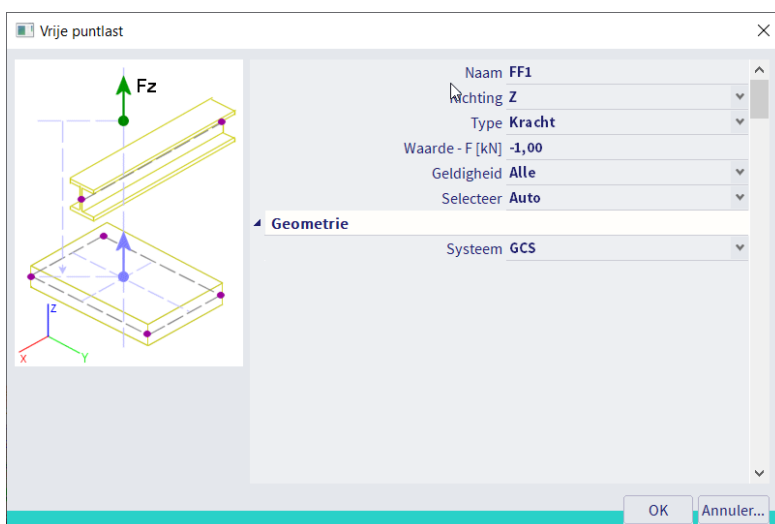 Vrije puntlast
Fz
Z
X
Y
Naam FF1
Richting Z
Type Kracht
Waarde - F [kN] -1,00
Geldigheid Alle
Selecteer Auto
Geometrie
Systeem GCS
OK
Annuler...